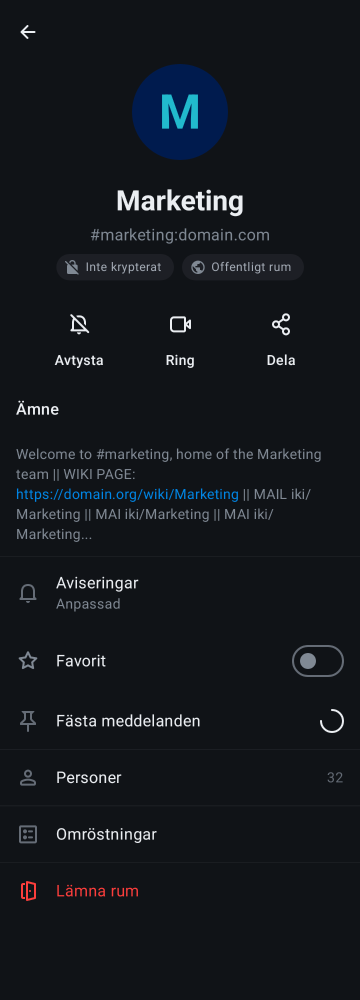 M
Marketing
#marketing:domain.com
Inte krypterat
Offentligt rum
Avtysta
Ring
Dela
Ämne
Welcome to #marketing, home of the Marketing
team || WIKI PAGE:
https://domain.org/wiki/Marketing || MAIL iki/
Marketing || MAI iki/Marketing || MAI iki/
Marketing...
Aviseringar
Anpassad
Favorit
Fästa meddelanden
Personer
32
Omröstningar
Lämna rum